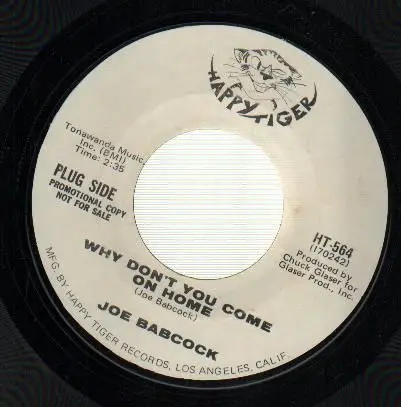 HAPPY TIGER
Tonawanda Music,
Inc. (BMI)
Time: 2:35
PLUG SIDE
PROMOTIONAL COPY
NOT FOR SALE
HT-564
(170242)
Produced by
Chuck Glaser for
Glaser Prod., Inc.
WHY DON'T YOU COME
ON HOME
(Joe Babcock)
JOE BABCOCK
MFG. BY HAPPY TIGER RECORDS, LOS ANGELES, CALIF.